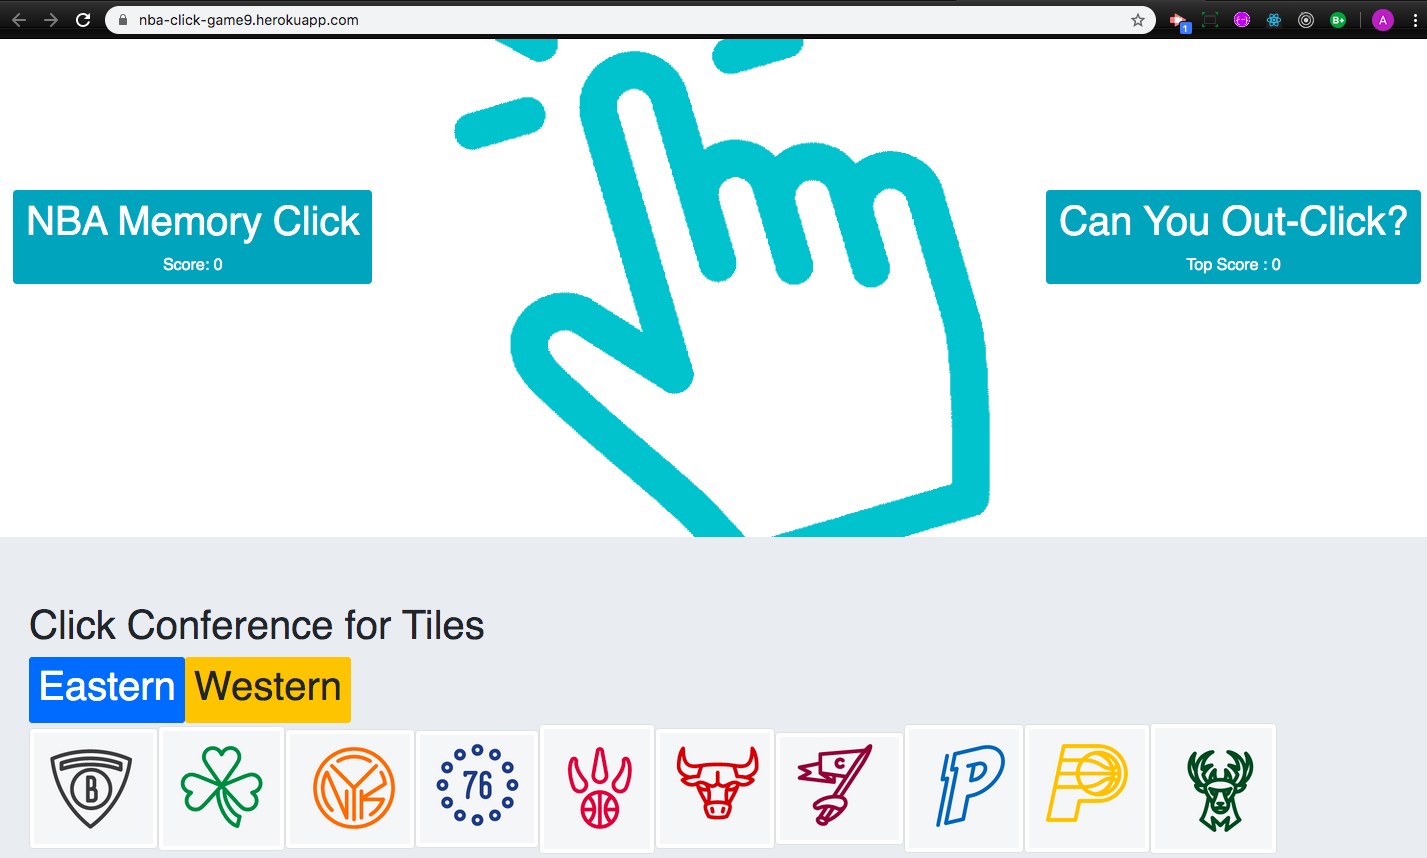 nba-click-game9.herokuapp.com
1
B+
A
NBA Memory Click
Score: 0
Can You Out-Click?
Top Score : 0
Click Conference for Tiles
Eastern
Western
B
NYK
76
C
P
P